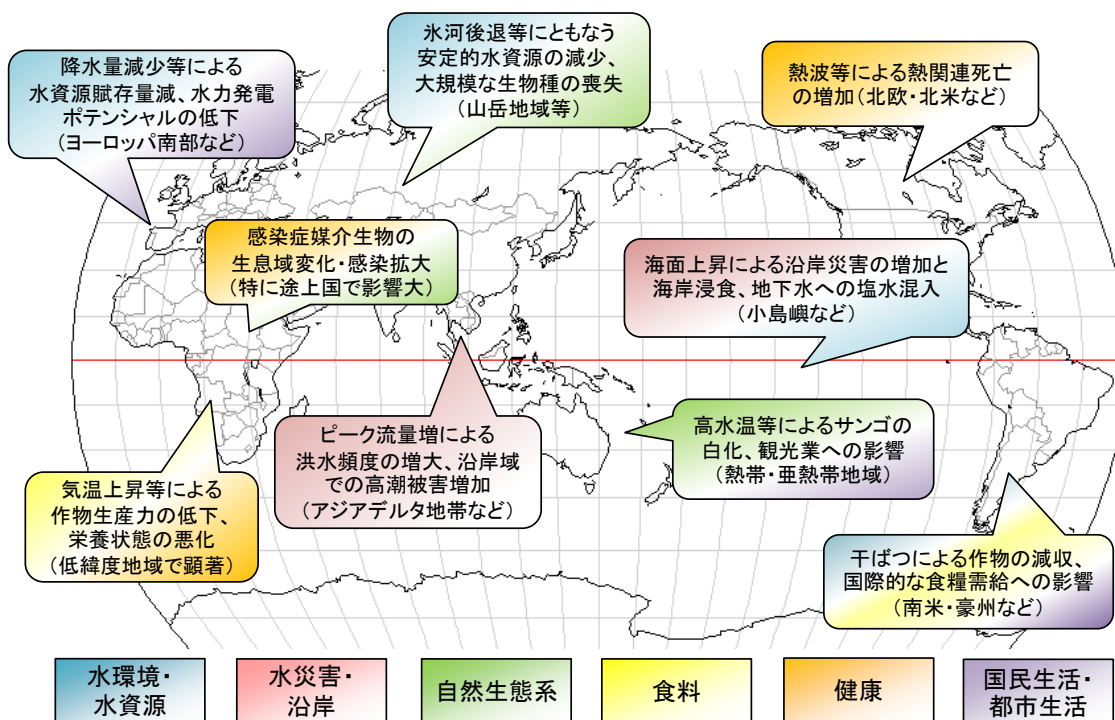 降水量減少等による
水資源賦存量減、水力発電
ポテンシャルの低下
(ヨーロッパ南部など)
氷河後退等にともなう
安定的水資源の減少、
大規模な生物種の喪失
(山岳地域等)
熱波等による熱関連死亡
の増加(北欧・北米など)
感染症媒介生物の
生息域変化・感染拡大
(特に途上国で影響大)
海面上昇による沿岸災害の増加と
海岸浸食、地下水への塩水混入
(小島嶼など)
気温上昇等による
作物生産力の低下、
栄養状態の悪化
(低緯度地域で顕著)
ピーク流量増による
洪水頻度の増大、沿岸域
での高潮被害増加
(アジアデルタ地帯など)
高水温等によるサンゴの
白化、観光業への影響
(熱帯・亜熱帯地域)
干ばつによる作物の減収、
国際的な食糧需給への影響
(南米・豪州など)
水環境・
水資源
水災害・
沿岸
自然生態系
食料
健康
国民生活・
都市生活